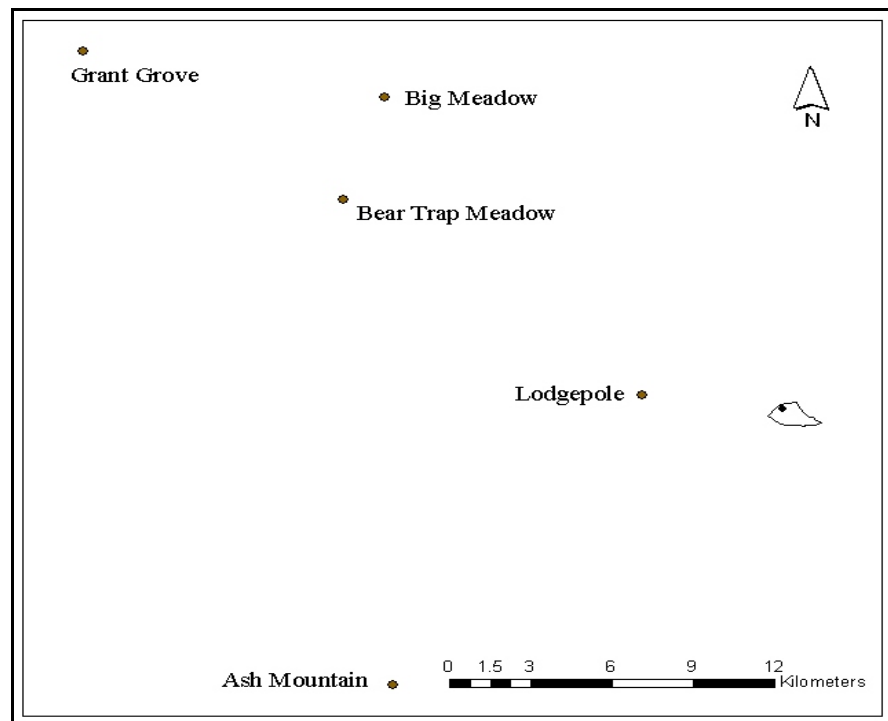 Grant Grove
Big Meadow
N
Bear Trap Meadow
Lodgepole
Ash Mountain
0 1.5 3 6 9 12
Kilometers